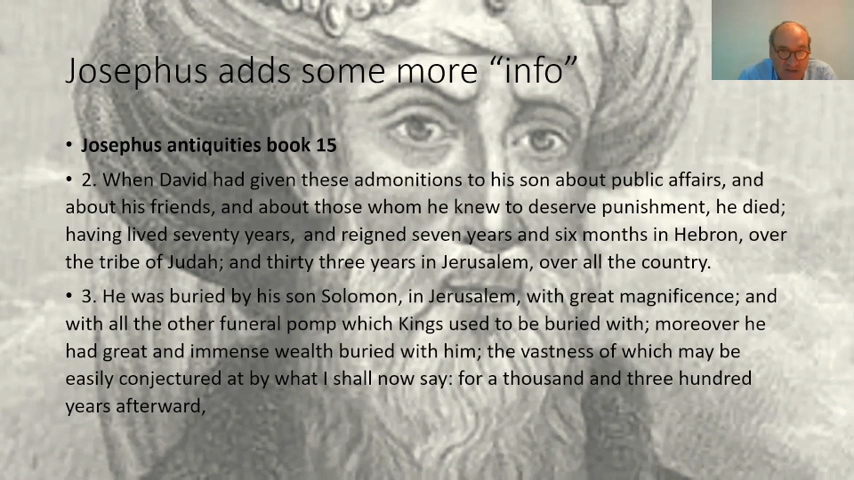 Josephus adds some more “info”
• Josephus antiquities book 15
• 2. When David had given these admonitions to his son about public affairs, and
about his friends, and about those whom he knew to deserve punishment, he died;
having lived seventy years, and reigned seven years and six months in Hebron, over
the tribe of Judah; and thirty three years in Jerusalem, over all the country.
• 3. He was buried by his son Solomon, in Jerusalem, with great magnificence; and
with all the other funeral pomp which Kings used to be buried with; moreover he
had great and immense wealth buried with him; the vastness of which may be
easily conjectured at by what I shall now say: for a thousand and three hundred
years afterward,